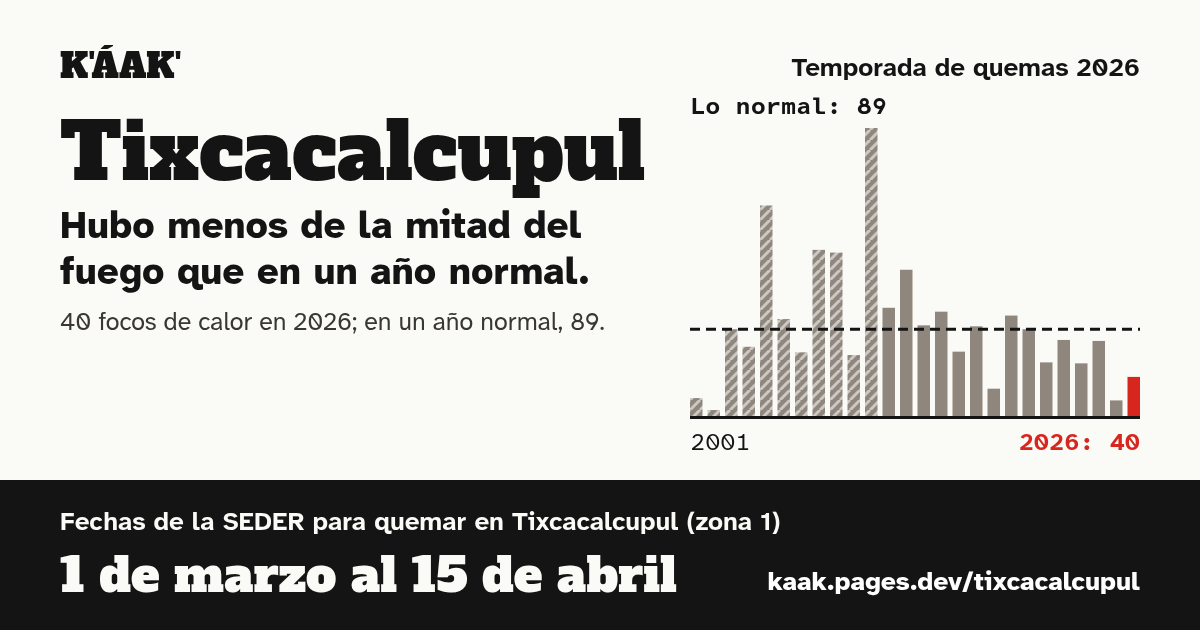 K'ÁAK'
Tixcacalcupul
Hubo menos de la mitad del
fuego que en un año normal.
40 focos de calor en 2026; en un año normal, 89.
Temporada de quemas 2026
Lo normal: 89
2001
2026: 40
Fechas de la SEDER para quemar en Tixcacalcupul (zona 1)
1 de marzo al 15 de abril
kaak.pages.dev/tixcacalcupul